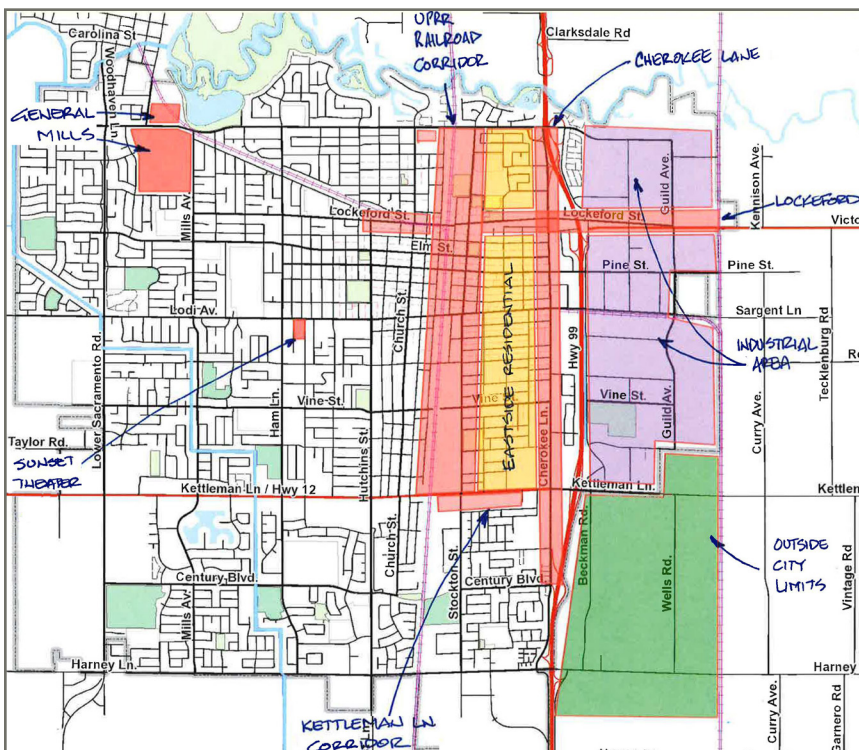 Carolina St
Woodhaven Ln.
UPRR
RAILROAD
CORRIDOR
Clarksdale Rd
CHEROKEE LANE
GENERAL
MILLS
Mills Av.
Guild Ave.
Kennison Ave.
Lockeford St.
Lockeford St.
LOCKEFORD
Victo
Elm St.
Pine St.
Pine St.
Lodi Av.
Church St.
Sargent Ln
EASTSIDE RESIDENTIAL
Hwy 99
INDUSTRIAL
AREA
Tecklenburg Rd
Ro
Lower Sacramento Rd.
Ham Ln.
Vine St.
Vine St.
Vine St.
Guild Av.
Curry Ave.
Taylor Rd.
Hutchins St.
Cherokee Ln.
SUNSET
THEATER
Kettleman Ln / Hwy 12
Kettleman Ln.
Kettlem
Church St.
Stockton St.
Beckman Rd.
Wells Rd.
OUTSIDE
CITY
LIMITS
Vintage Rd
Century Blvd.
Century Blvd.
Mills Av.
Harney Ln.
Harney
KETTLEMAN LN
CORRIDOR
Curry Ave.
Garnero Rd